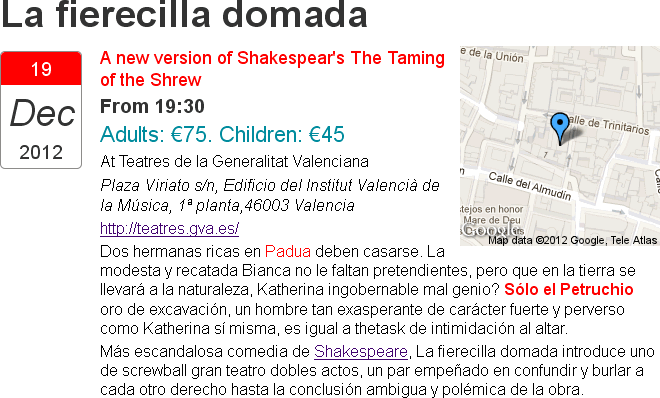 La fierecilla domada
19
Dec
2012
A new version of Shakespear's The Taming
of the Shrew
From 19:30
Adults: €75. Children: €45
At Teatres de la Generalitat Valenciana
Plaza Viriato s/n, Edificio del Institut Valencià de
la Música, 1ª planta,46003 Valencia
http://teatres.gva.es/
e de la Unión
Calle de Trinitarios
7
Calle del Almudín
stejos en honor
Mare de Deu
Map data ©2012 Google, Tele Atlas
Dos hermanas ricas en Padua deben casarse. La
modesta y recatada Bianca no le faltan pretendientes, pero que en la tierra se
llevará a la naturaleza, Katherina ingobernable mal genio? Sólo el Petruchio
oro de excavación, un hombre tan exasperante de carácter fuerte y perverso
como Katherina sí misma, es igual a thetask de intimidación al altar.
Más escandalosa comedia de Shakespeare, La fierecilla domada introduce uno
de screwball gran teatro dobles actos, un par empeñado en confundir y burlar a
cada otro derecho hasta la conclusión ambigua y polémica de la obra.